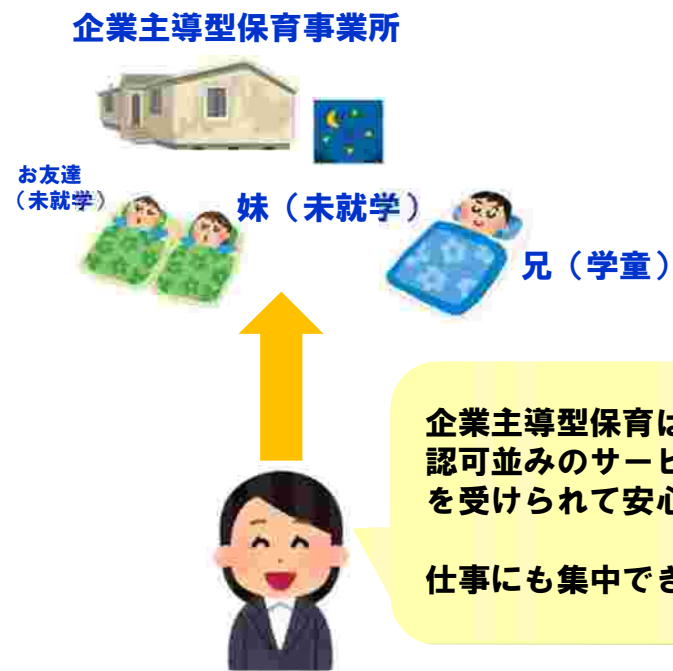 企業主導型保育事業所
お友達
(未就学)
妹（未就学）
兄（学童）
企業主導型保育は
認可並みのサービ
を受けられて安心
仕事にも集中でき